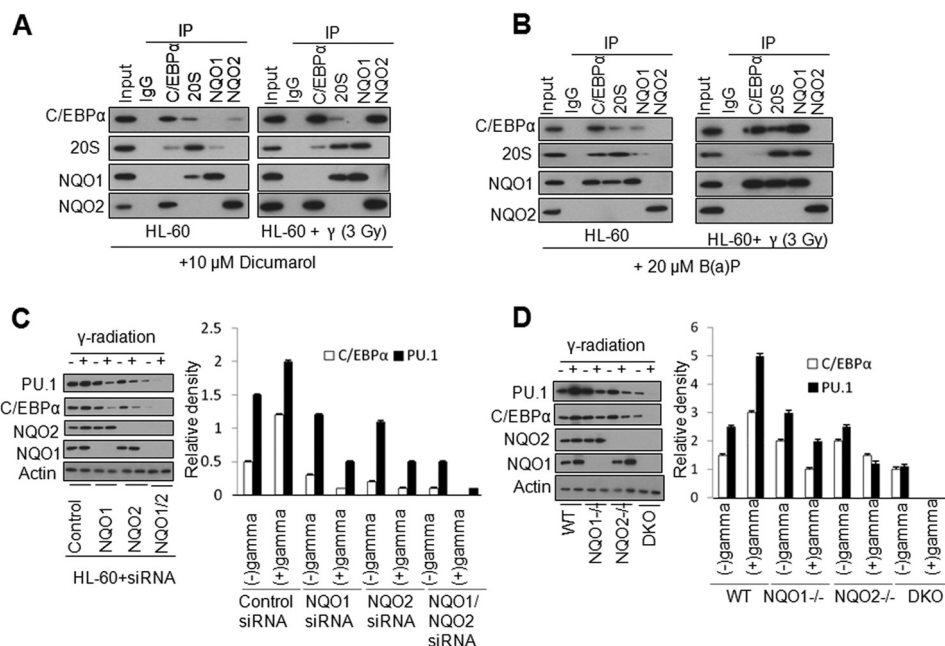 A
IP
IP
Input
IgG
C/EBPα
20S
NQO1
NQO2
Input
IgG
C/EBPα
20S
NQO1
NQO2
C/EBPα
20S
NQO1
NQO2
HL-60
HL-60 + γ (3 Gy)
+10 µM Dicumarol
B
IP
IP
Input
IgG
C/EBPα
20S
NQO1
NQO2
Input
IgG
C/EBPα
20S
NQO1
NQO2
C/EBPα
20S
NQO1
NQO2
HL-60
HL-60+ γ (3 Gy)
+ 20 µM B(a)P
C
γ-radiation
- + - + - + - +
PU.1
C/EBPα
NQO2
NQO1
Actin
Control
NQO1
NQO2
NQO1/2
HL-60+siRNA
Relative density
2.5
2
1.5
1
0.5
0
C/EBPα PU.1
(-)gamma
(+)gamma
(-)gamma
(+)gamma
(-)gamma
(+)gamma
(-)gamma
(+)gamma
Control siRNA
NQO1 siRNA
NQO2 siRNA
NQO1/ NQO2 siRNA
D
γ-radiation
- + - + - + - +
PU.1
C/EBPα
NQO2
NQO1
Actin
WT
NQO1-/-
NQO2-/-
DKO
Relative density
6
5
4
3
2
1
0
C/EBPα
PU.1
(-)gamma
(+)gamma
(-)gamma
(+)gamma
(-)gamma
(+)gamma
(-)gamma
(+)gamma
WT NQO1-/- NQO2-/- DKO